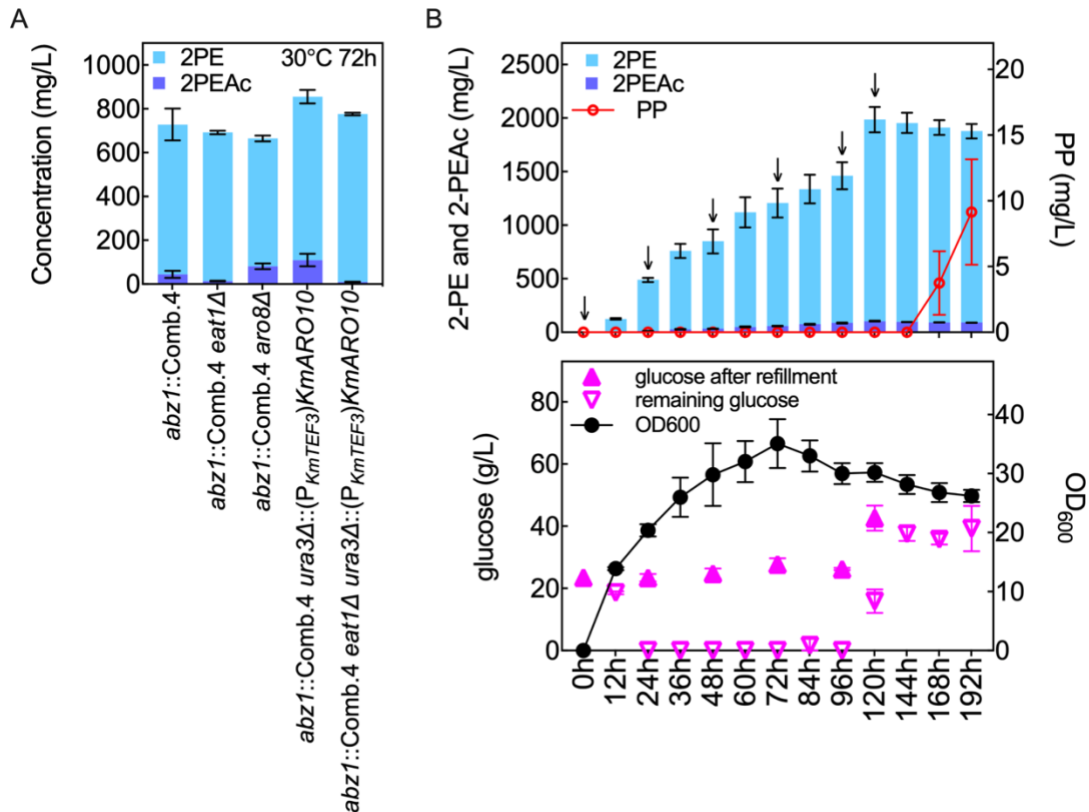 A
Concentration (mg/L)
1000
800
600
400
200
0
2PE
2PEAc
30°C 72h
abz1::Comb.4
abz1::Comb.4 eat1Δ
abz1::Comb.4 aro8Δ
abz1::Comb.4 ura3Δ::(PKmTEF3)KmARO10
abz1::Comb.4 eat1Δ ura3Δ::(PKmTEF3)KmARO10
B
2-PE and 2-PEAc (mg/L)
2500
2000
1500
1000
500
0
2PE
2PEAc
PP
20
15
10
5
0
PP (mg/L)
glucose (g/L)
80
60
40
20
0
glucose after refillment
remaining glucose
OD600
40
30
20
10
0
OD600
0h
12h
24h
36h
48h
60h
72h
84h
96h
120h
144h
168h
192h